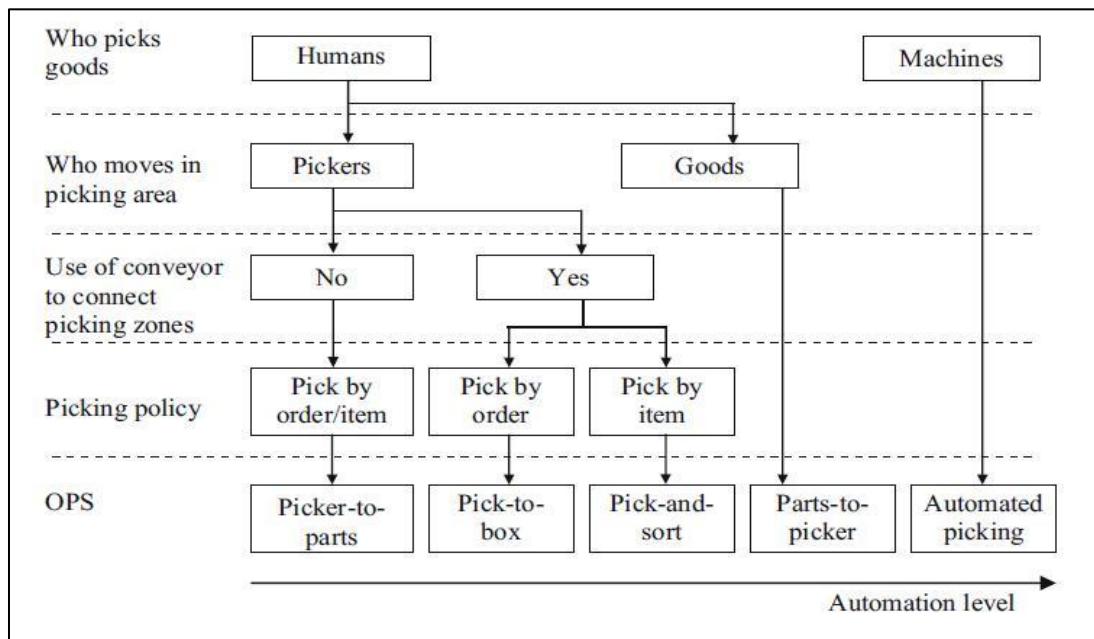 Who picks
goods
Humans
Machines
Who moves in
picking area
Pickers
Goods
Use of conveyor
to connect
picking zones
No
Yes
Picking policy
Pick by
order/item
Pick by
order
Pick by
item
OPS
Picker-to-
parts
Pick-to-
box
Pick-and-
sort
Parts-to-
picker
Automated
picking
Automation level